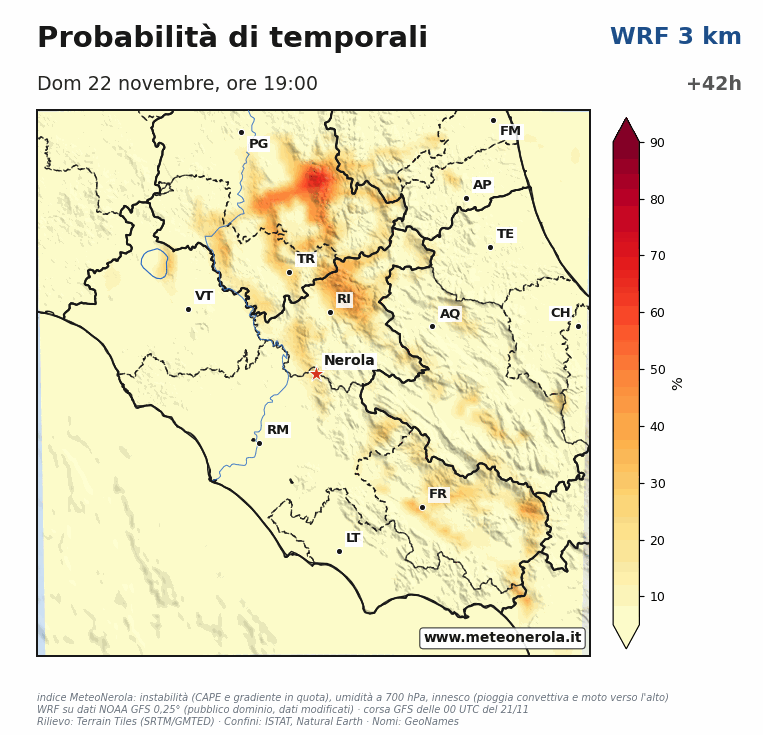 Probabilità di temporali
WRF 3 km
Dom 22 novembre, ore 19:00
+42h
FM
PG
AP
TE
TR
VT
RI
AQ
CH
Nerola
RM
FR
LT
90
80
70
60
50
40
30
20
10
%
www.meteonerola.it
indice MeteoNerola: instabilità (CAPE e gradiente in quota), umidità a 700 hPa, innesco (pioggia convettiva e moto verso l'alto)
WRF su dati NOAA GFS 0,25° (pubblico dominio, dati modificati) · corsa GFS delle 00 UTC del 21/11
Rilievo: Terrain Tiles (SRTM/GMTED) · Confini: ISTAT, Natural Earth · Nomi: GeoNames